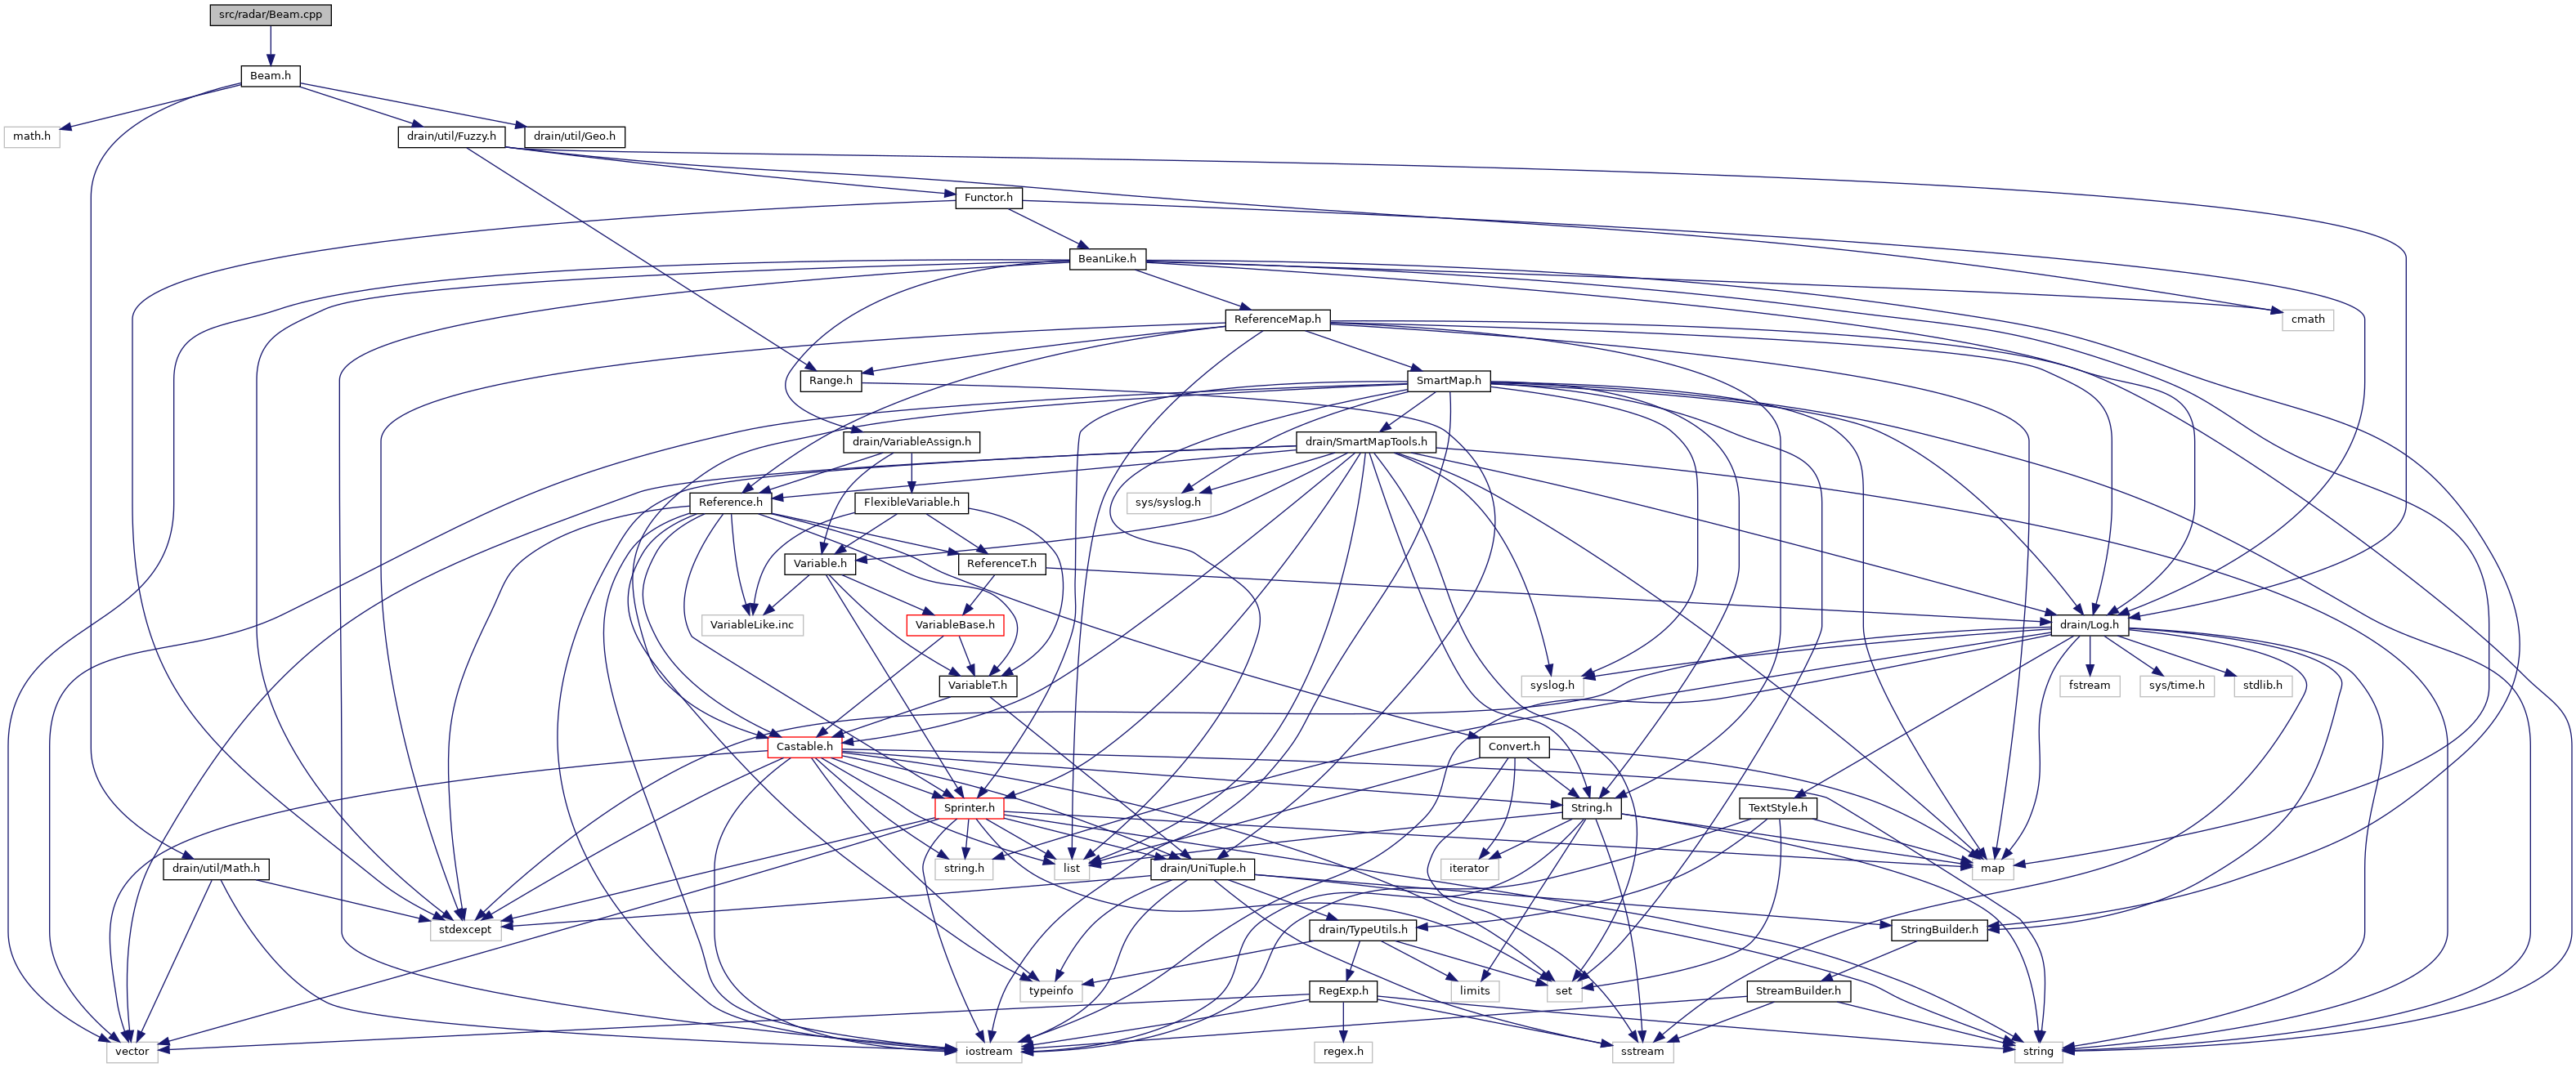 src/radar/Beam.cpp
Beam.h
math.h
drain/util/Fuzzy.h
drain/util/Geo.h
Functor.h
BeanLike.h
ReferenceMap.h
cmath
Range.h
SmartMap.h
drain/VariableAssign.h
drain/SmartMapTools.h
Reference.h
FlexibleVariable.h
sys/syslog.h
Variable.h
ReferenceT.h
VariableLike.inc
VariableBase.h
drain/Log.h
VariableT.h
syslog.h
fstream
sys/time.h
stdlib.h
Castable.h
Convert.h
Sprinter.h
String.h
TextStyle.h
drain/util/Math.h
string.h
list
drain/UniTuple.h
iterator
map
stdexcept
drain/TypeUtils.h
StringBuilder.h
typeinfo
RegExp.h
limits
set
StreamBuilder.h
vector
iostream
regex.h
sstream
string